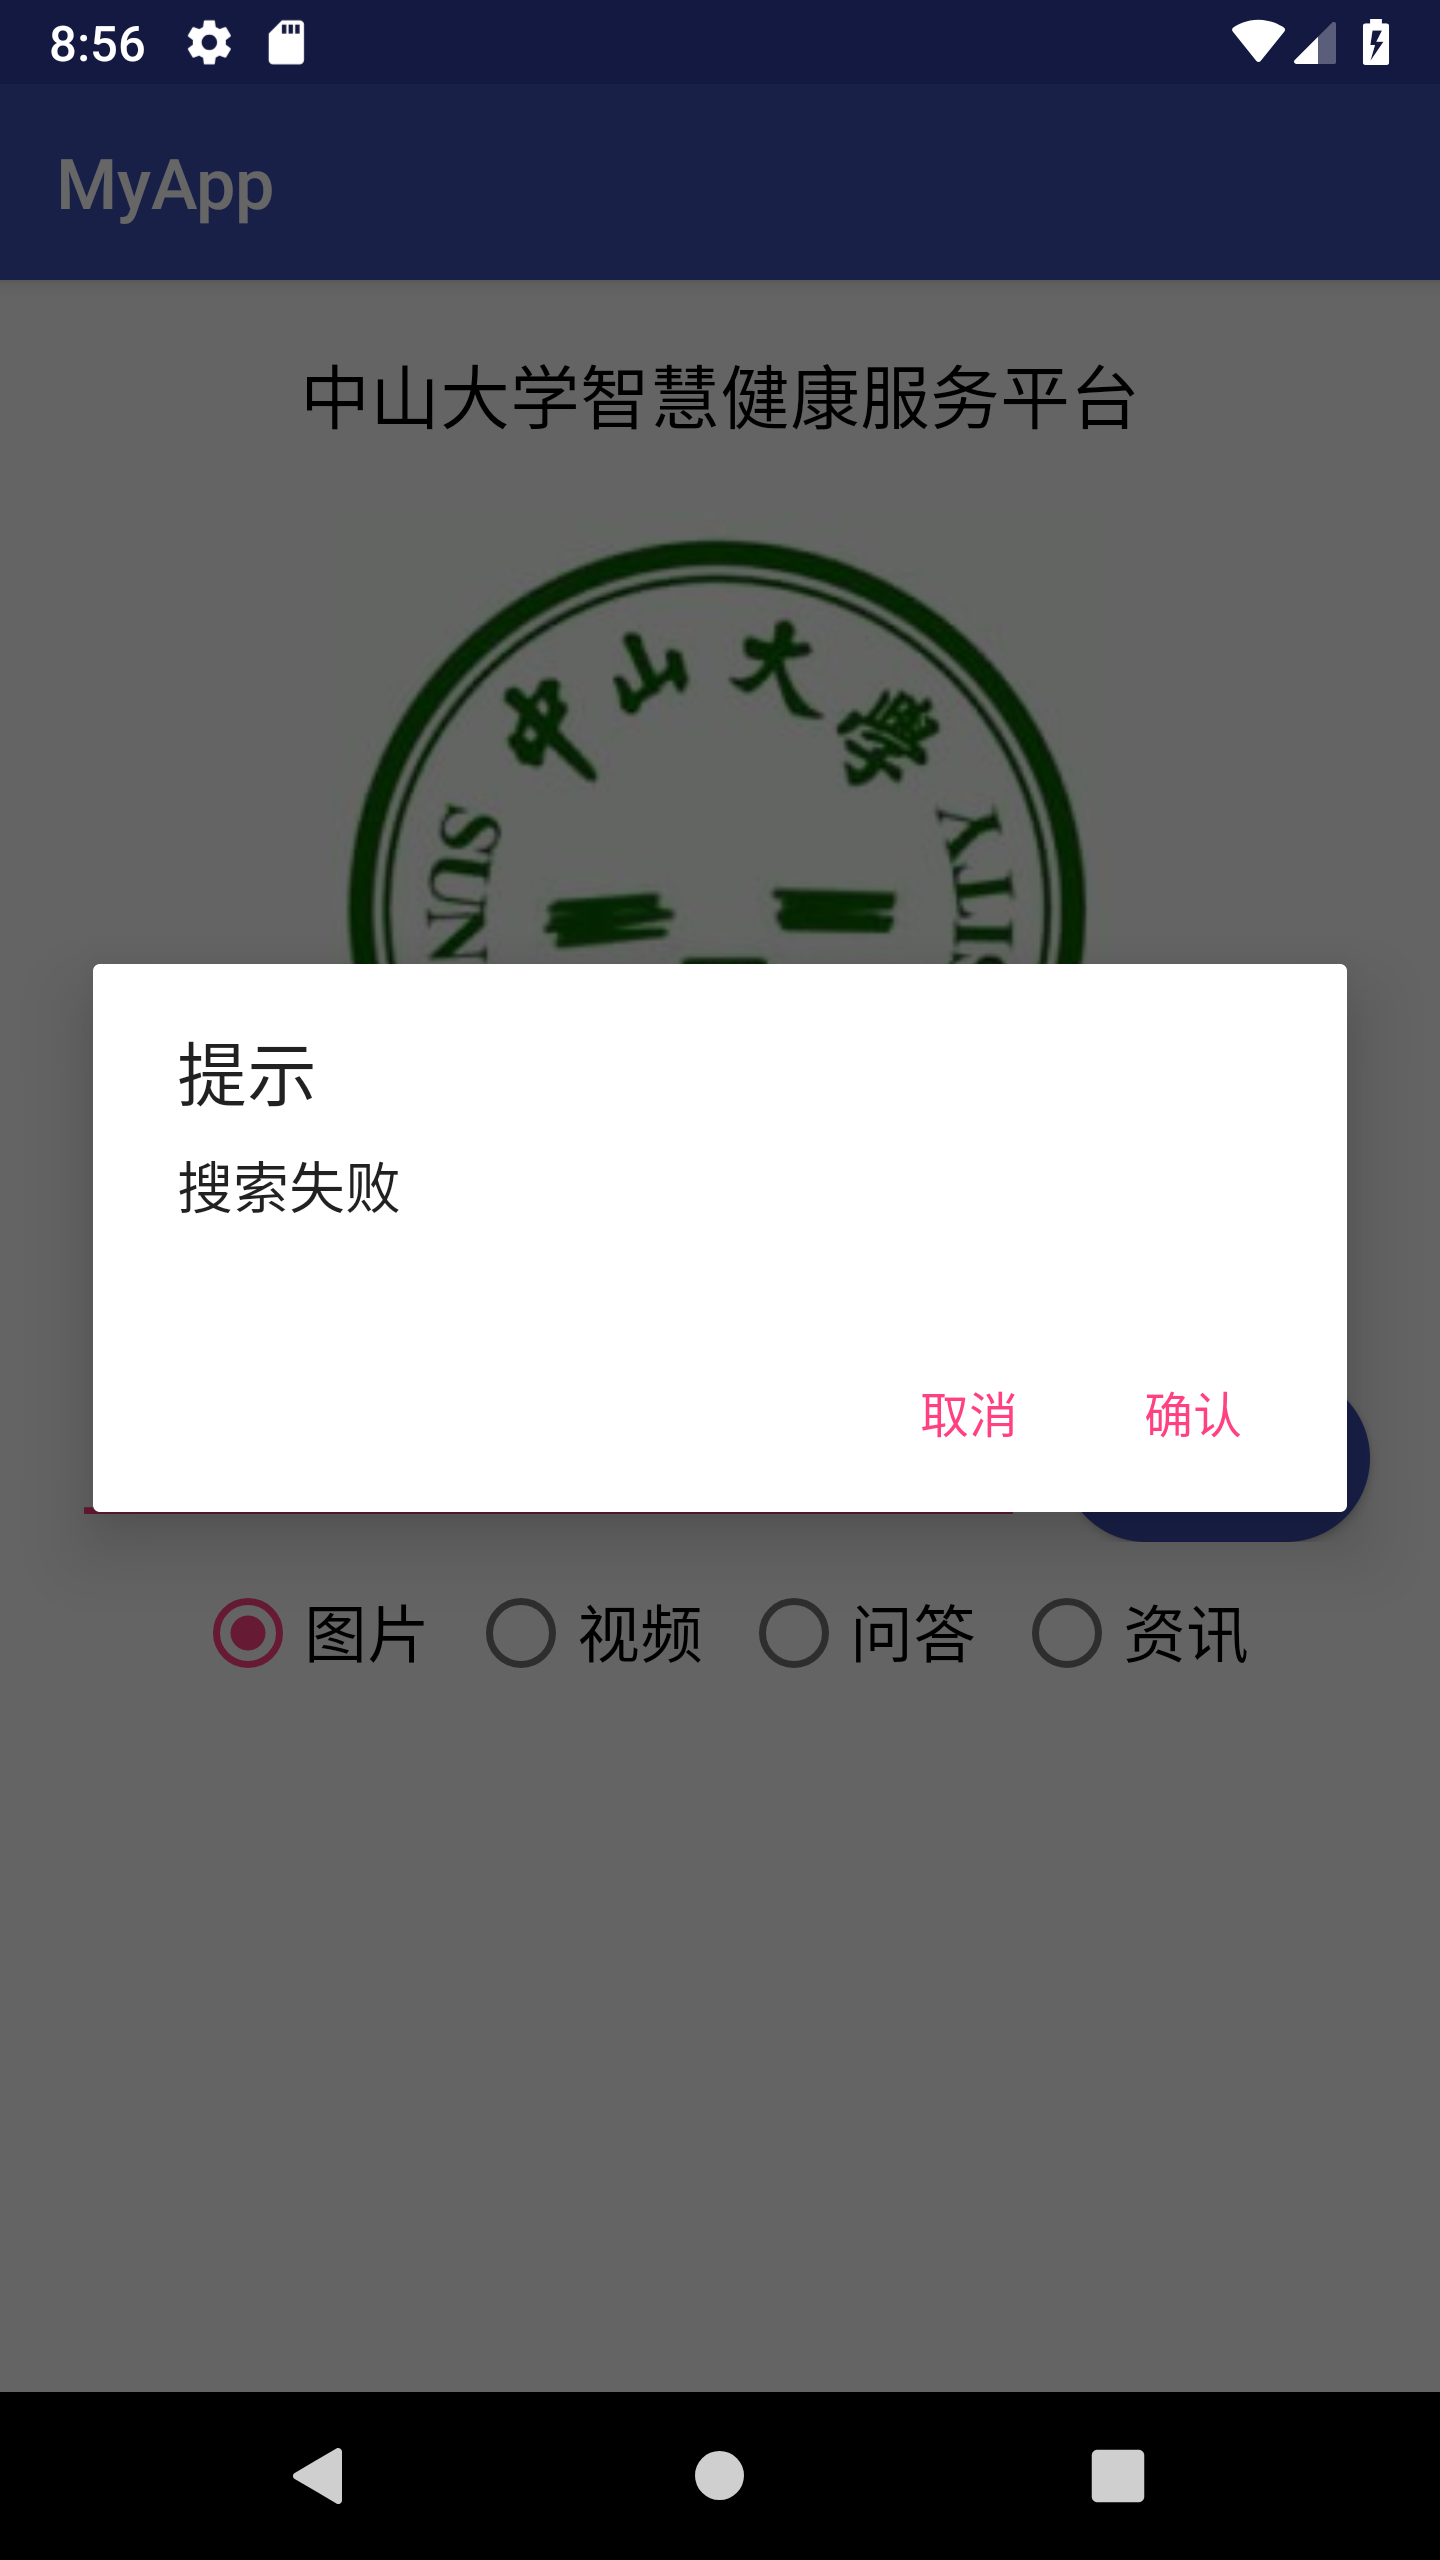 8:56
MyApp
中山大学智慧健康服务平台
中山大學
SUN
SITY
提示
搜索失败
取消 确认
图片 视频 问答 资讯